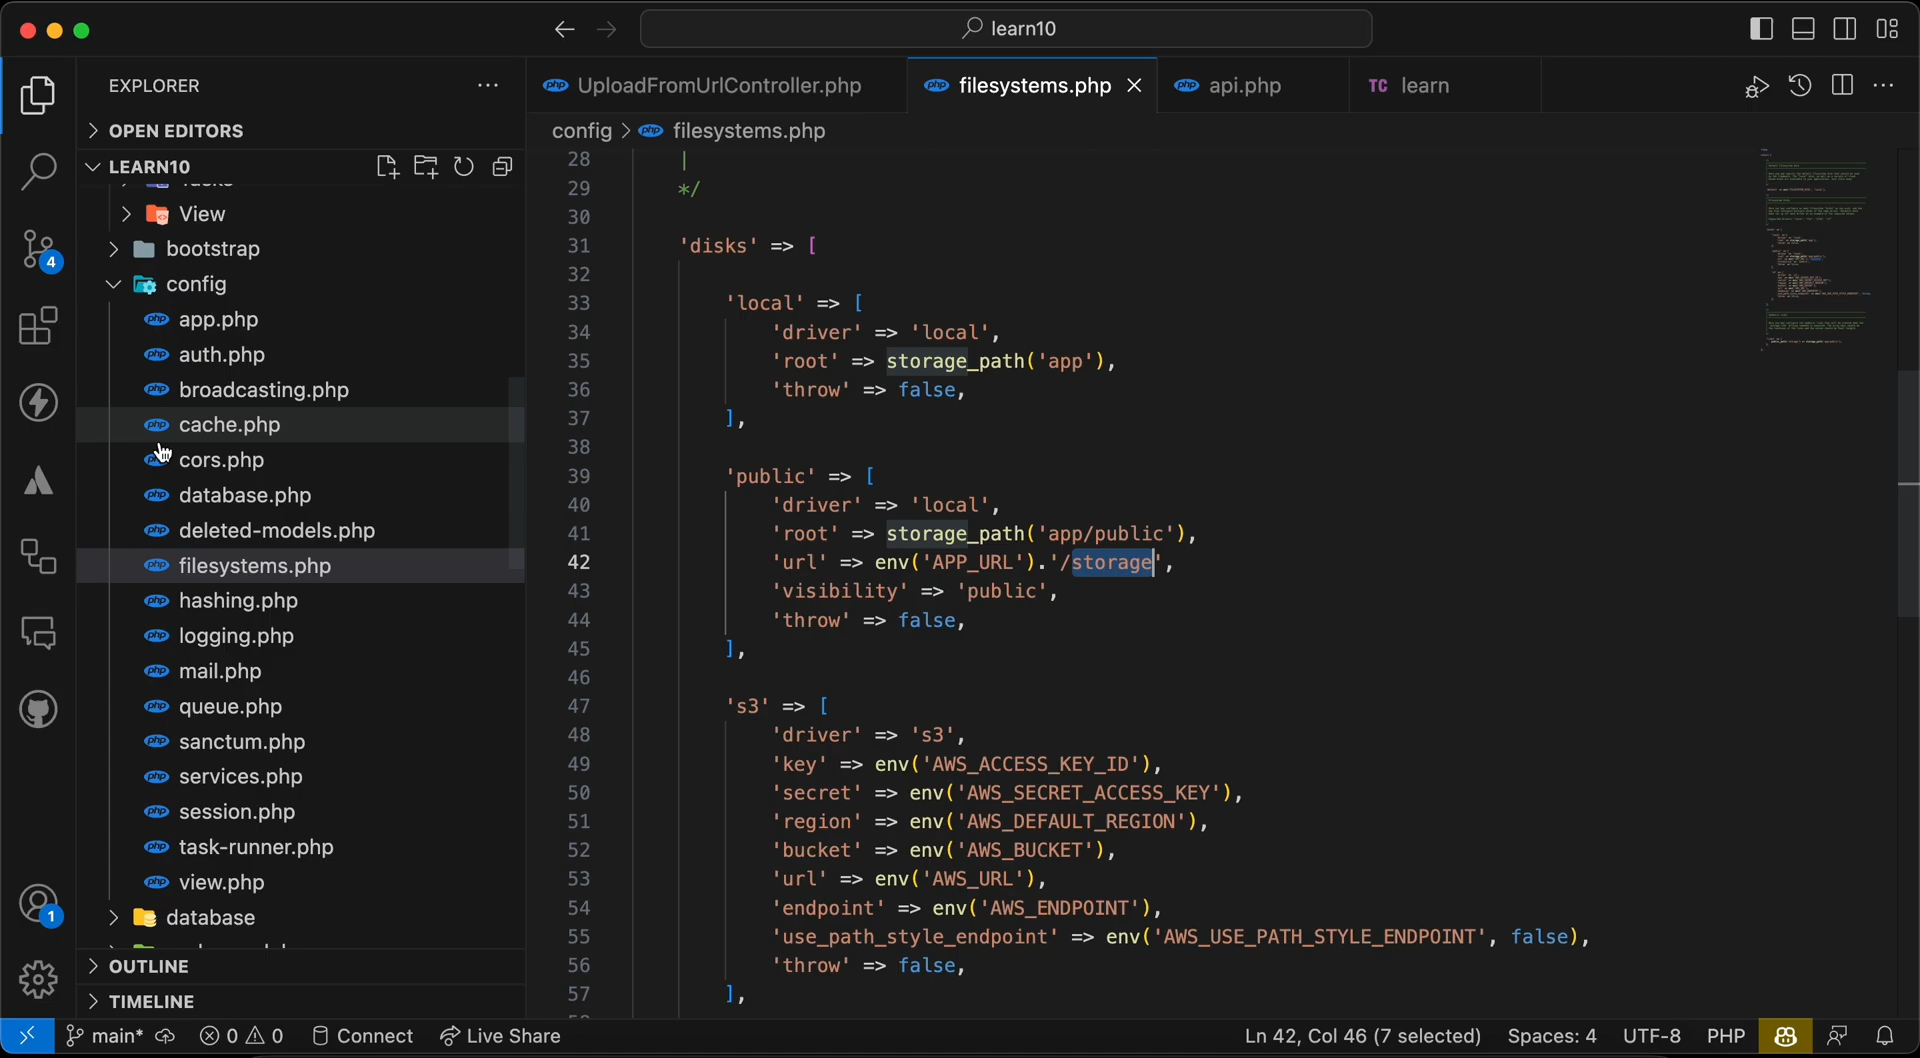 learn10
EXPLORER
OPEN EDITORS
LEARN10
View
bootstrap
config
app.php
auth.php
broadcasting.php
cache.php
cors.php
database.php
deleted-models.php
filesystems.php
hashing.php
logging.php
mail.php
queue.php
sanctum.php
services.php
session.php
task-runner.php
view.php
database
OUTLINE
TIMELINE
4
1
php UploadFromUrlController.php
php filesystems.php
php api.php
TC learn
config > php filesystems.php
28 |
29 */
30
31 'disks' => [
32
33 'local' => [
34 'driver' => 'local',
35 'root' => storage_path('app'),
36 'throw' => false,
37 ],
38
39 'public' => [
40 'driver' => 'local',
41 'root' => storage_path('app/public'),
42 'url' => env('APP_URL').'/storage',
43 'visibility' => 'public',
44 'throw' => false,
45 ],
46
47 's3' => [
48 'driver' => 's3',
49 'key' => env('AWS_ACCESS_KEY_ID'),
50 'secret' => env('AWS_SECRET_ACCESS_KEY'),
51 'region' => env('AWS_DEFAULT_REGION'),
52 'bucket' => env('AWS_BUCKET'),
53 'url' => env('AWS_URL'),
54 'endpoint' => env('AWS_ENDPOINT'),
55 'use_path_style_endpoint' => env('AWS_USE_PATH_STYLE_ENDPOINT', false),
56 'throw' => false,
57 ],
main* 0 0 Connect Live Share Ln 42, Col 46 (7 selected) Spaces: 4 UTF-8 PHP